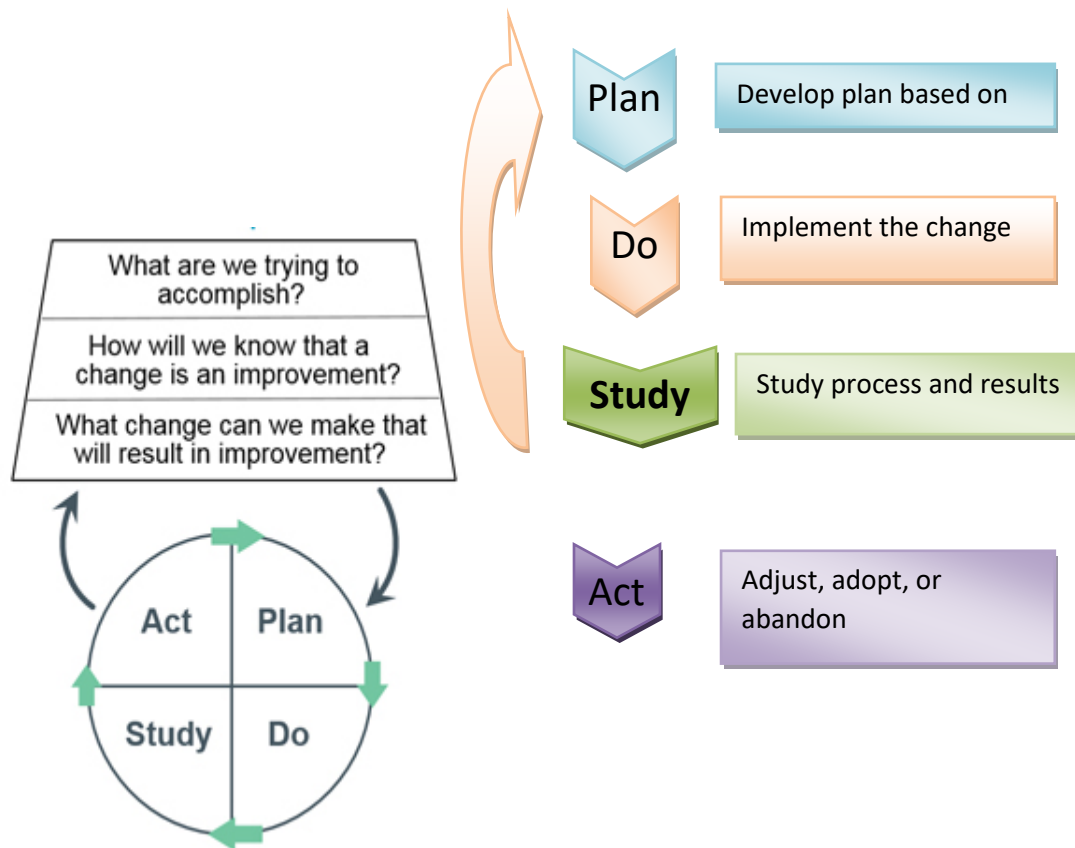 What are we trying to
accomplish?
How will we know that a
change is an improvement?
What change can we make that
will result in improvement?
Act
Plan
Study
Do
Plan
Develop plan based on
Do
Implement the change
Study
Study process and results
Act
Adjust, adopt, or
abandon